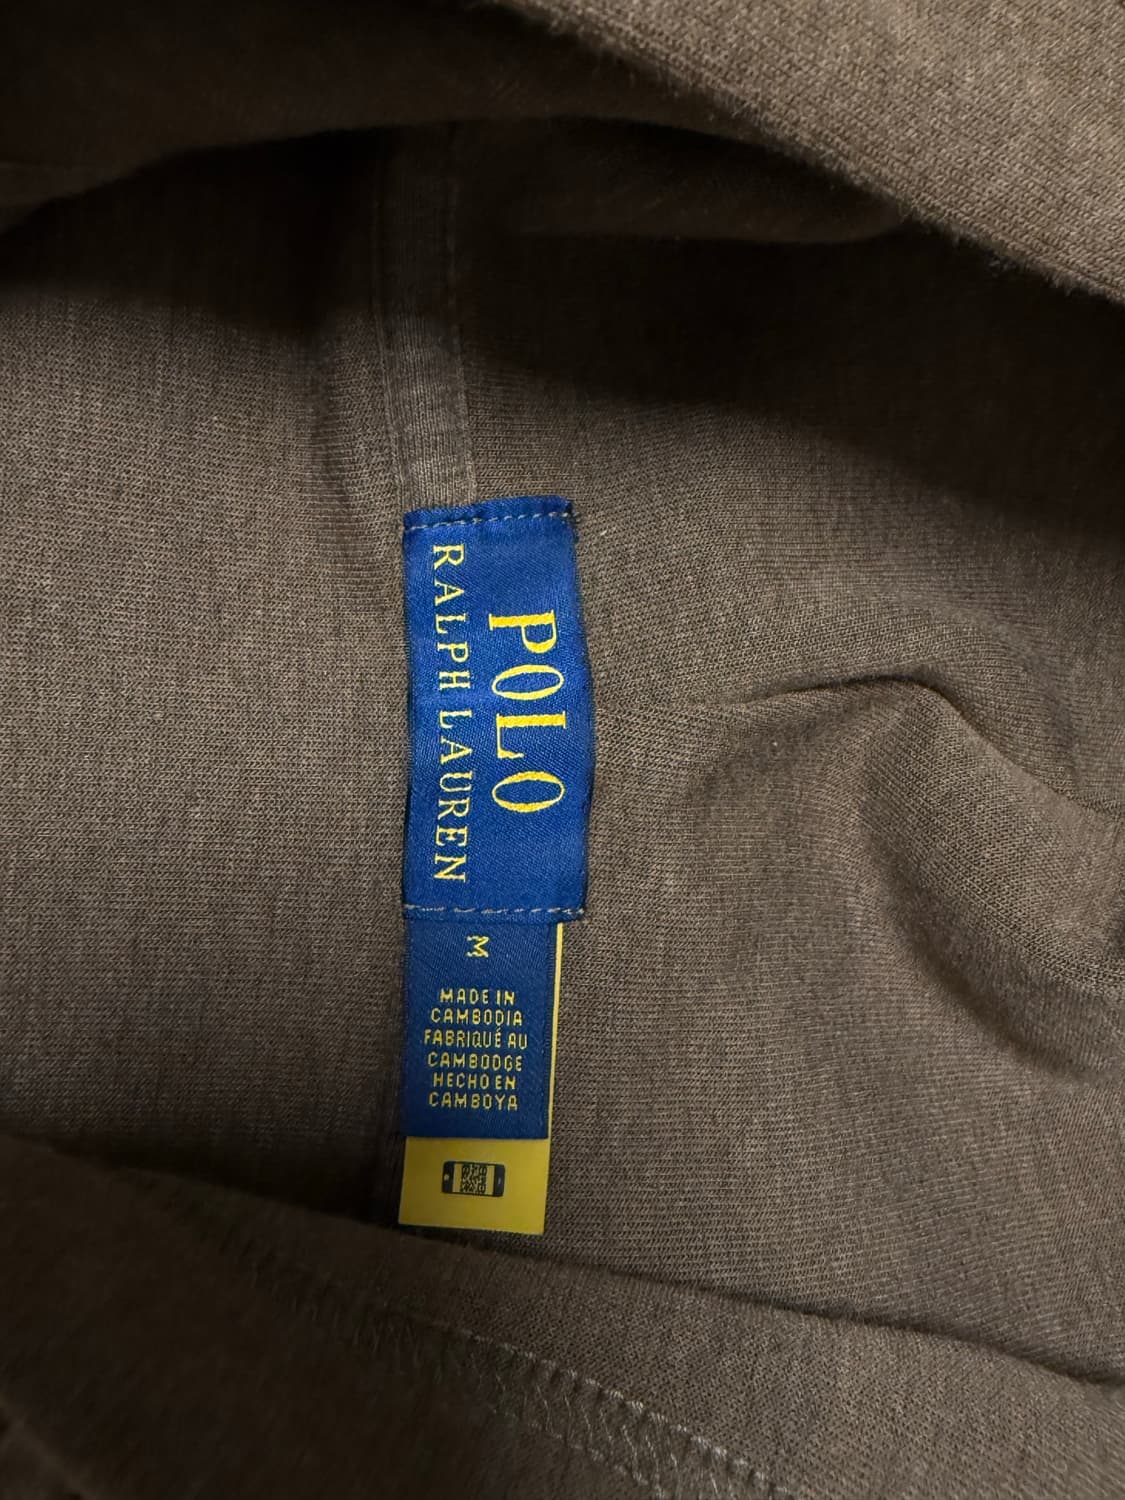 POLO
RALPH LAUREN
M
MADE IN
CAMBODIA
FABRIQUÉ AU
CAMBODGE
HECHO EN
CAMBOYA